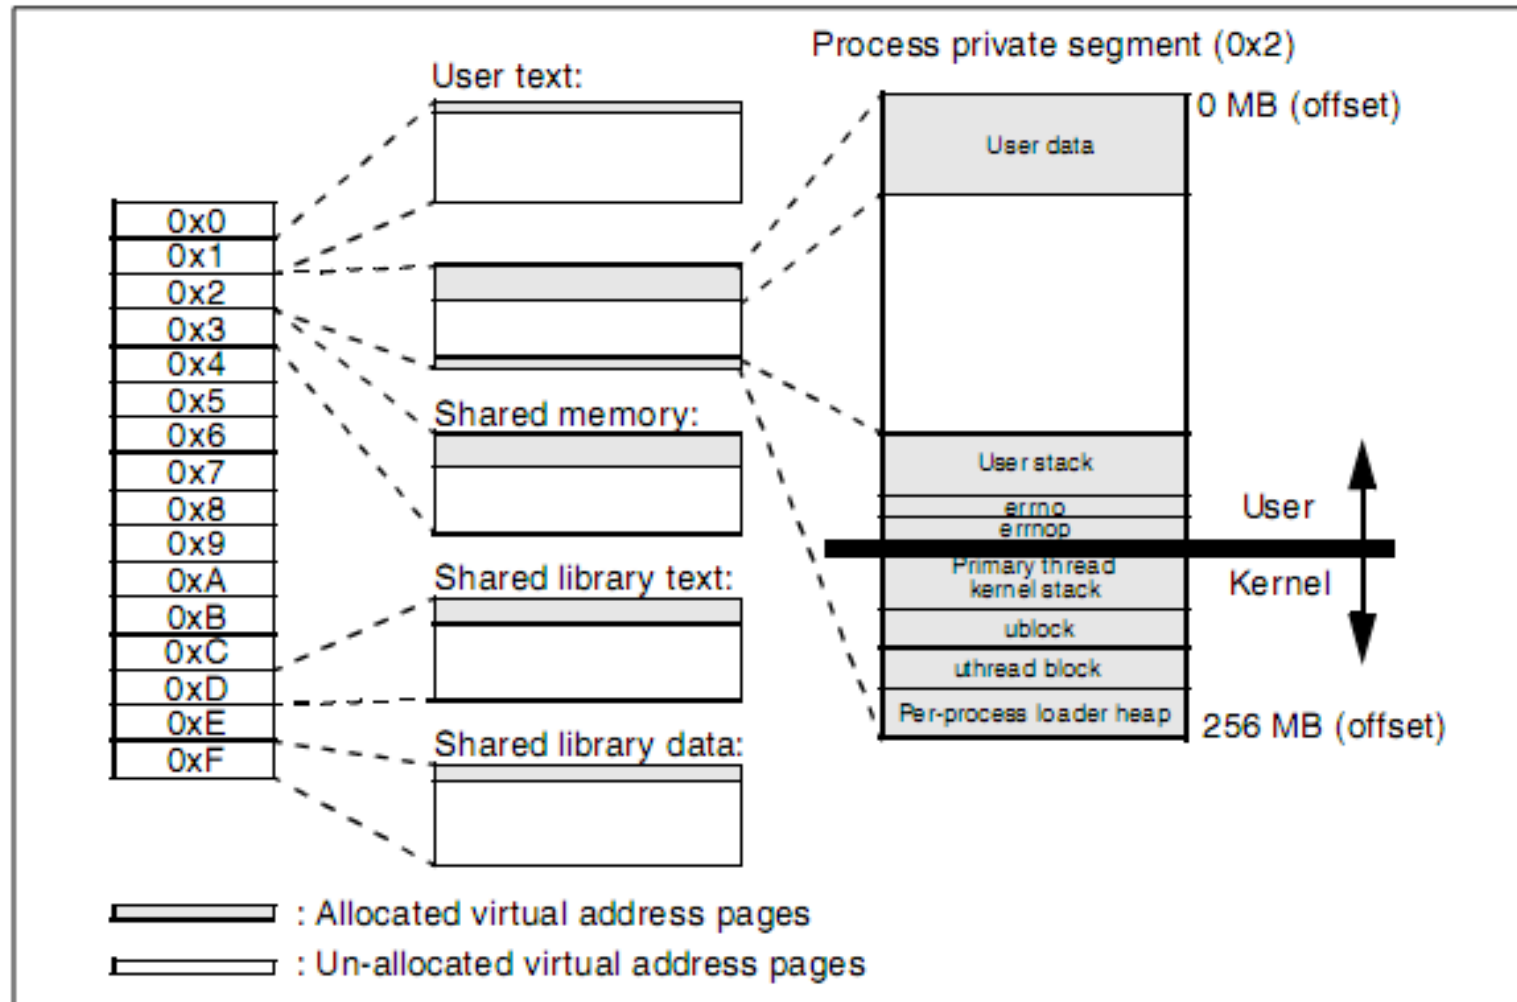 Process private segment (0x2)
User text:
0 MB (offset)
User data
0x0
0x1
0x2
0x3
0x4
0x5
0x6
0x7
0x8
0x9
0xA
0xB
0xC
0xD
0xE
0xF
Shared memory:
Shared library text:
Shared library data:
User stack
errno
errnop
Primary thread
kernel stack
ublock
uthread block
Per-process loader heap
User
Kernel
256 MB (offset)
: Allocated virtual address pages
: Un-allocated virtual address pages